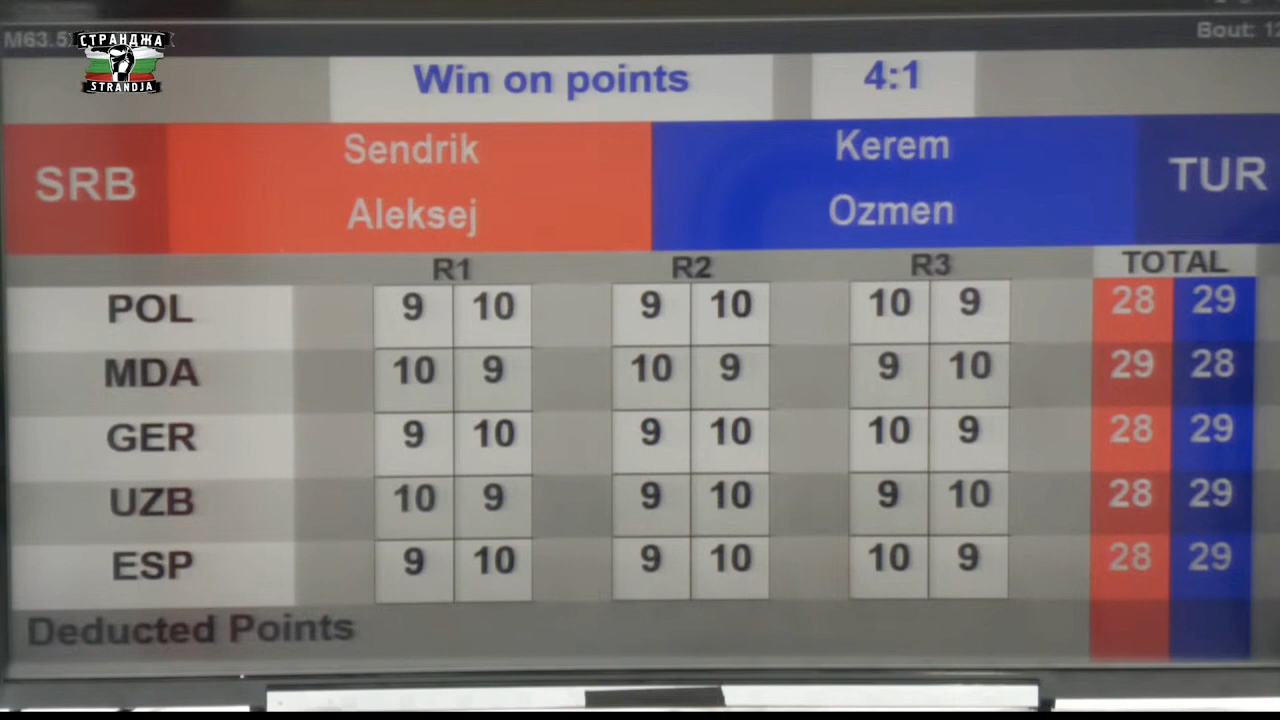 M63.5
Bout: 12
СТРАНДЖА
STRANDJA
Win on points 4:1
SRB Sendrik Aleksej Kerem Ozmen TUR
R1 R2 R3 TOTAL
POL 9 10 9 10 10 9 28 29
MDA 10 9 10 9 9 10 29 28
GER 9 10 9 10 10 9 28 29
UZB 10 9 9 10 9 10 28 29
ESP 9 10 9 10 10 9 28 29
Deducted Points